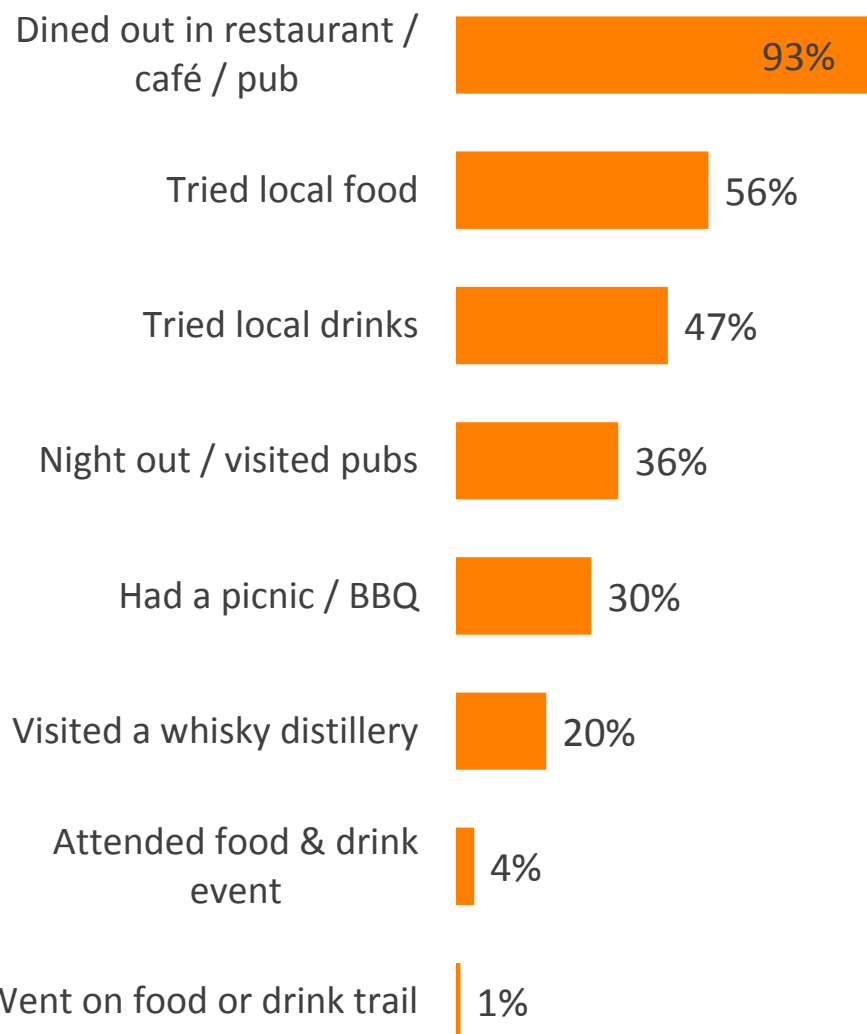 Dined out in restaurant /
café / pub
93%
Tried local food
56%
Tried local drinks
47%
Night out / visited pubs
36%
Had a picnic / BBQ
30%
Visited a whisky distillery
20%
Attended food & drink
event
4%
Went on food or drink trail
1%